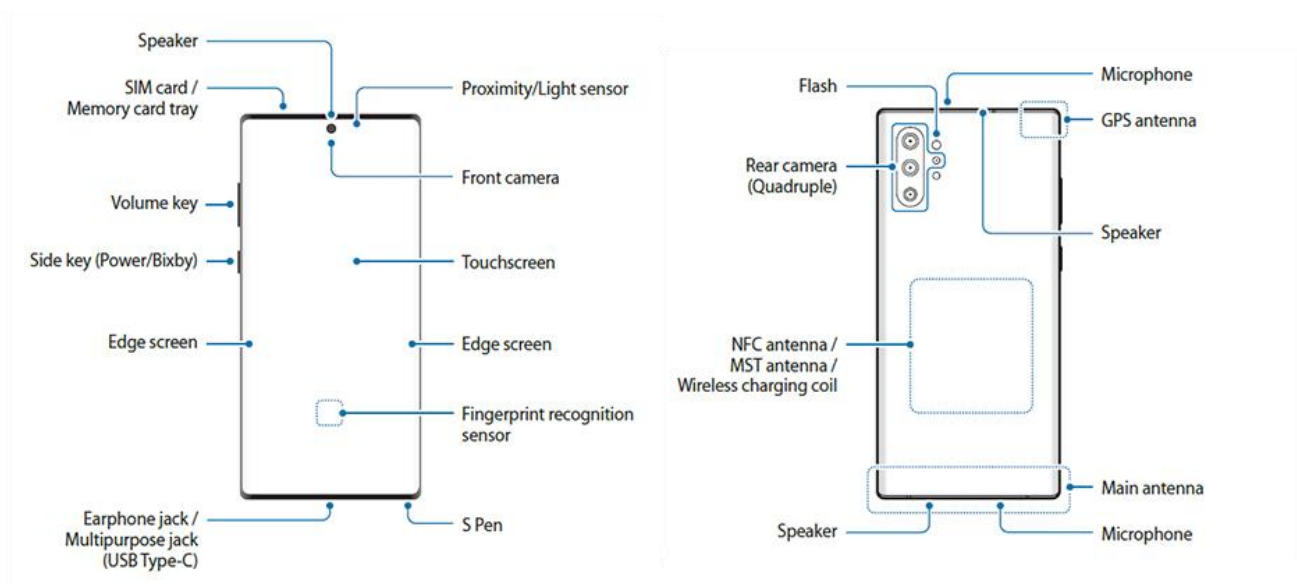 Speaker
SIM card /
Memory card tray
Volume key
Side key (Power/Bixby)
Edge screen
Earphone jack /
Multipurpose jack
(USB Type-C)
Proximity/Light sensor
Front camera
Touchscreen
Edge screen
Fingerprint recognition
sensor
S Pen
Flash
Rear camera
(Quadruple)
NFC antenna /
MST antenna /
Wireless charging coil
Speaker
Microphone
GPS antenna
Speaker
Main antenna
Microphone